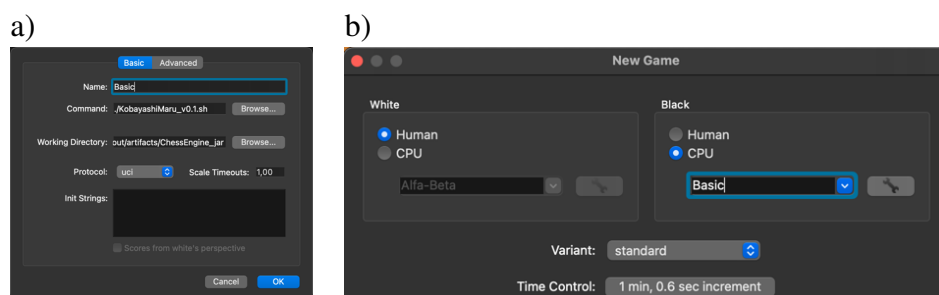 a)
Basic Advanced
Name: Basic
Command: ./KobayashiMaru_v0.1.sh Browse...
Working Directory: out/artifacts/ChessEngine_jar Browse...
Protocol: uci Scale Timeouts: 1,00
Init Strings:
Scores from white's perspective
Cancel OK
b)
New Game
White
Human
CPU
Alfa-Beta
Black
Human
CPU
Basic
Variant: standard
Time Control: 1 min, 0.6 sec increment